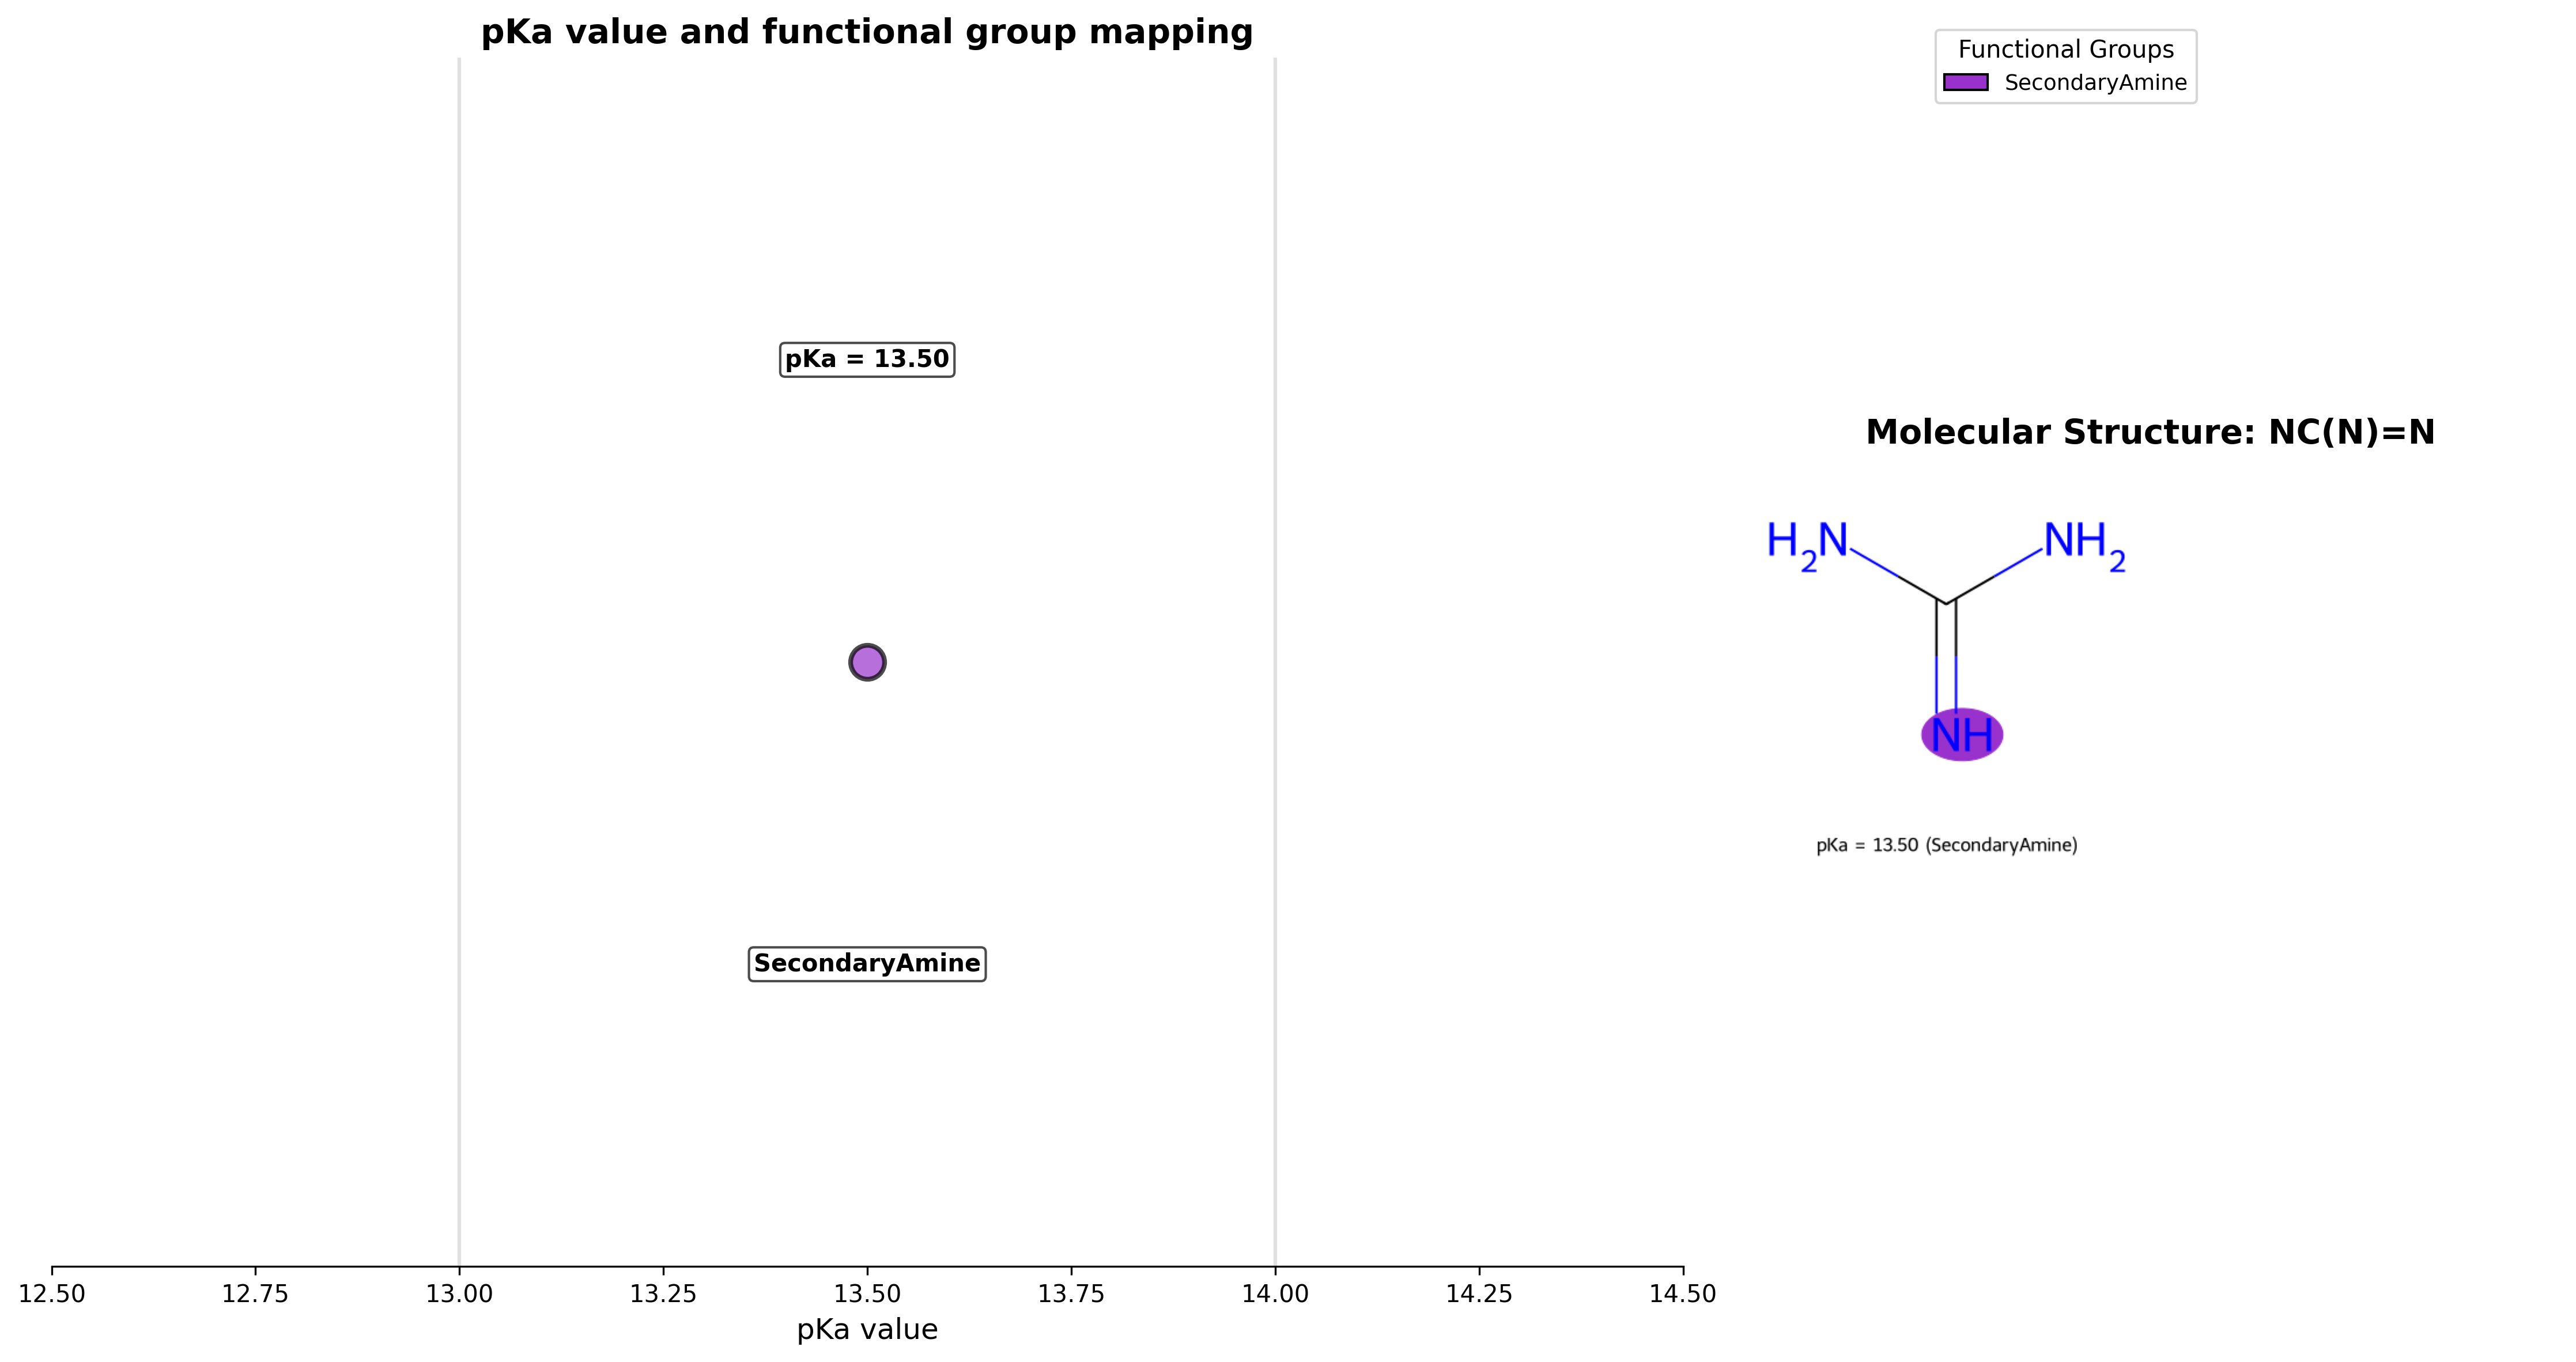 pKa value and functional group mapping
pKa = 13.50
SecondaryAmine
12.50 12.75 13.00 13.25 13.50 13.75 14.00 14.25 14.50
pKa value
Functional Groups
SecondaryAmine
Molecular Structure: NC(N)=N
H2N NH2
NH
pKa = 13.50 (SecondaryAmine)